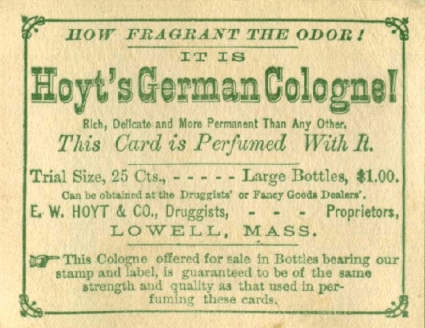 HOW FRAGRANT THE ODOR!
IT IS
Hoyt's German Cologne!
Rich, Delicate and More Permanent Than Any Other.
This Card is Perfumed With It.
Trial Size, 25 Cts., - - - - - Large Bottles, $1.00.
Can be obtained at the Druggists' or Fancy Goods Dealers'.
E. W. HOYT & CO., Druggists, - - - Proprietors,
LOWELL, MASS.
☞ This Cologne offered for sale in Bottles bearing our
stamp and label, is guaranteed to be of the same
strength and quality as that used in per-
fuming these cards.